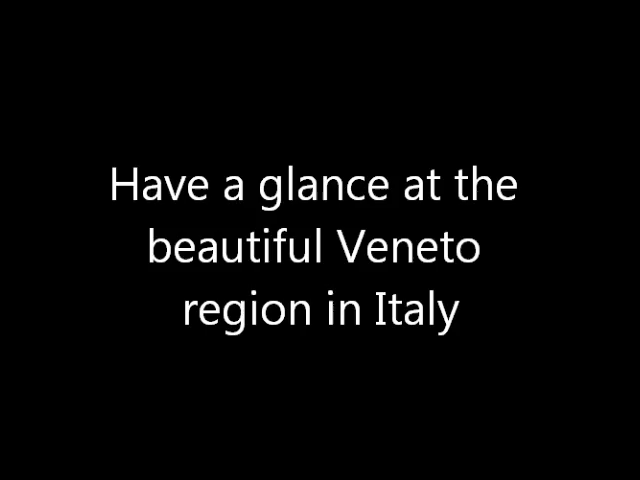 Have a glance at the
beautiful Veneto
region in Italy